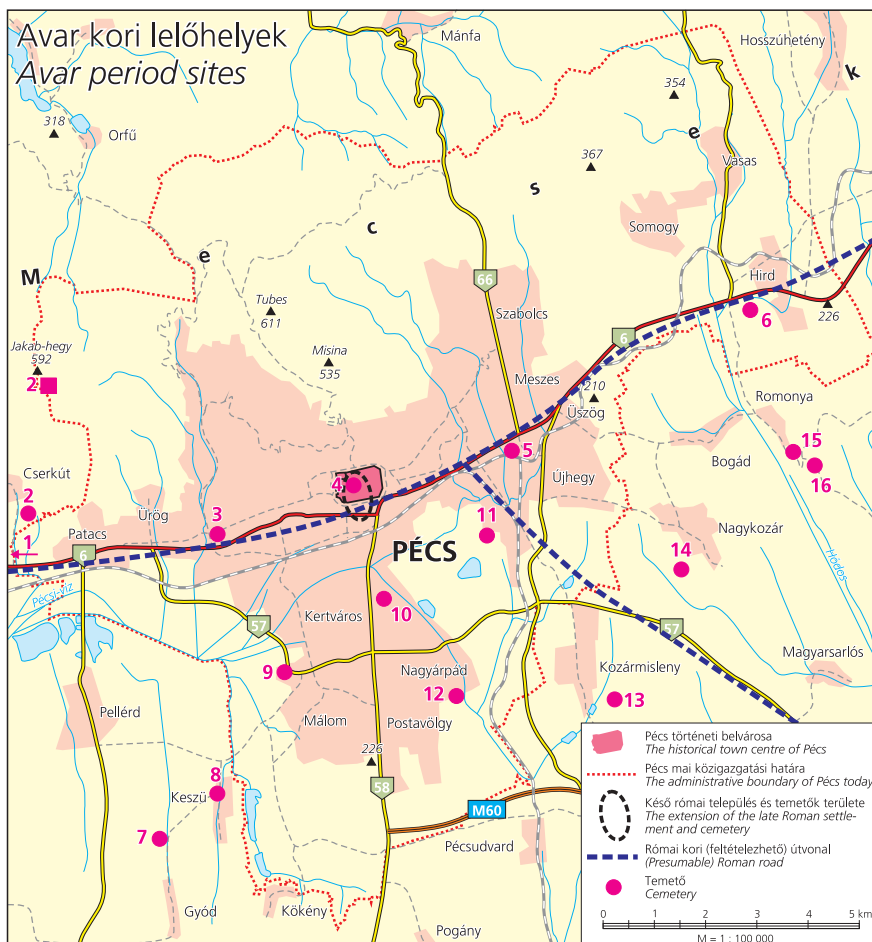 Avar kori lelőhelyek
Avar period sites
Mánfa
Hosszúhetény
354
k
318
Orfű
e
Vasas
367
s
Somogy
c
e
M
Hird
66
Tubes
611
Szabolcs
6
226
6
Jakab-hegy
592
Misina
535
2
Meszes
210
Üszög
Romonya
15
Bogád
5
16
Cserkút
4
Újhegy
2
Ürög
3
Nagykozár
1
Patacs
6
11
PÉCS
14
Hódos
Pécsi-víz
Kertváros
10
57
57
9
Nagyárpád
Kozármisleny
Magyarsarlós
12
13
Pellérd
Málom
Postavölgy
226
8
Keszü
58
M60
7
Pécsudvard
Gyód
Kökény
Pogány
Pécs történeti belvárosa
The historical town centre of Pécs
Pécs mai közigazgatási határa
The administrative boundary of Pécs today
Késő római település és temetők területe
The extension of the late Roman settle-
ment and cemetery
Római kori (feltételezhető) útvonal
(Presumable) Roman road
Temető
Cemetery
0 1 2 3 4 5 km
M = 1 : 100 000